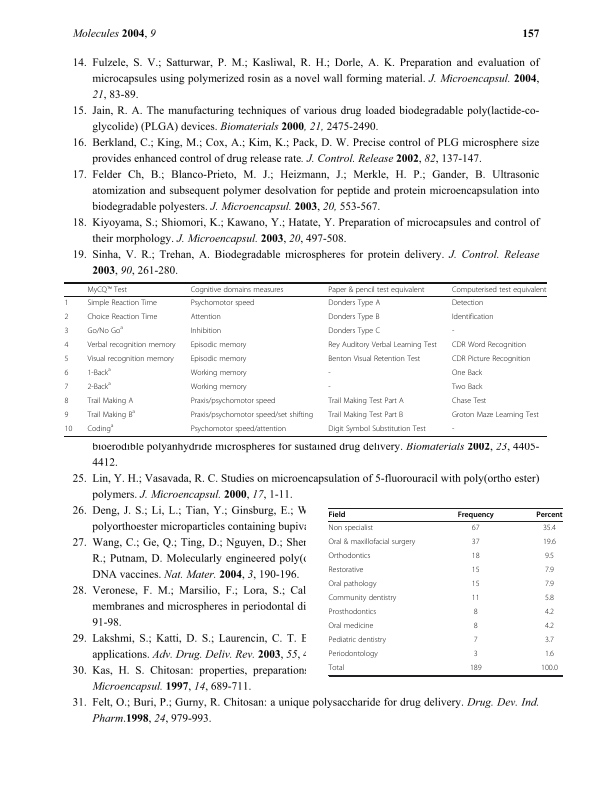 Molecules 2004, 9 157
14. Fulzele, S. V.; Satturwar, P. M.; Kasliwal, R. H.; Dorle, A. K. Preparation and evaluation of
microcapsules using polymerized rosin as a novel wall forming material. J. Microencapsul. 2004,
21, 83-89.
15. Jain, R. A. The manufacturing techniques of various drug loaded biodegradable poly(lactide-co-
glycolide) (PLGA) devices. Biomaterials 2000, 21, 2475-2490.
16. Berkland, C.; King, M.; Cox, A.; Kim, K.; Pack, D. W. Precise control of PLG microsphere size
provides enhanced control of drug release rate. J. Control. Release 2002, 82, 137-147.
17. Felder Ch, B.; Blanco-Prieto, M. J.; Heizmann, J.; Merkle, H. P.; Gander, B. Ultrasonic
atomization and subsequent polymer desolvation for peptide and protein microencapsulation into
biodegradable polyesters. J. Microencapsul. 2003, 20, 553-567.
18. Kiyoyama, S.; Shiomori, K.; Kawano, Y.; Hatate, Y. Preparation of microcapsules and control of
their morphology. J. Microencapsul. 2003, 20, 497-508.
19. Sinha, V. R.; Trehan, A. Biodegradable microspheres for protein delivery. J. Control. Release
2003, 90, 261-280.
MyCQ™ Test Cognitive domains measures Paper & pencil test equivalent Computerised test equivalent
1 Simple Reaction Time Psychomotor speed Donders Type A Detection
2 Choice Reaction Time Attention Donders Type B Identification
3 Go/No Goᵃ Inhibition Donders Type C -
4 Verbal recognition memory Episodic memory Rey Auditory Verbal Learning Test CDR Word Recognition
5 Visual recognition memory Episodic memory Benton Visual Retention Test CDR Picture Recognition
6 1-Backᵃ Working memory - One Back
7 2-Backᵃ Working memory - Two Back
8 Trail Making A Praxis/psychomotor speed Trail Making Test Part A Chase Test
9 Trail Making Bᵃ Praxis/psychomotor speed/set shifting Trail Making Test Part B Groton Maze Learning Test
10 Codingᵃ Psychomotor speed/attention Digit Symbol Substitution Test -
bioerodible polyanhydride microspheres for sustained drug delivery. Biomaterials 2002, 23, 4405-
4412.
25. Lin, Y. H.; Vasavada, R. C. Studies on microencapsulation of 5-fluorouracil with poly(ortho ester)
polymers. J. Microencapsul. 2000, 17, 1-11.
26. Deng, J. S.; Li, L.; Tian, Y.; Ginsburg, E.; W
polyorthoester microparticles containing bupiva
27. Wang, C.; Ge, Q.; Ting, D.; Nguyen, D.; Shen
R.; Putnam, D. Molecularly engineered poly(o
DNA vaccines. Nat. Mater. 2004, 3, 190-196.
28. Veronese, F. M.; Marsilio, F.; Lora, S.; Cal
membranes and microspheres in periodontal di
91-98.
29. Lakshmi, S.; Katti, D. S.; Laurencin, C. T. B
applications. Adv. Drug. Deliv. Rev. 2003, 55, 4
30. Kas, H. S. Chitosan: properties, preparations
Microencapsul. 1997, 14, 689-711.
Field Frequency Percent
Non specialist 67 35.4
Oral & maxillofacial surgery 37 19.6
Orthodontics 18 9.5
Restorative 15 7.9
Oral pathology 15 7.9
Community dentistry 11 5.8
Prosthodontics 8 4.2
Oral medicine 8 4.2
Pediatric dentistry 7 3.7
Periodontology 3 1.6
Total 189 100.0
31. Felt, O.; Buri, P.; Gurny, R. Chitosan: a unique polysaccharide for drug delivery. Drug. Dev. Ind.
Pharm.1998, 24, 979-993.